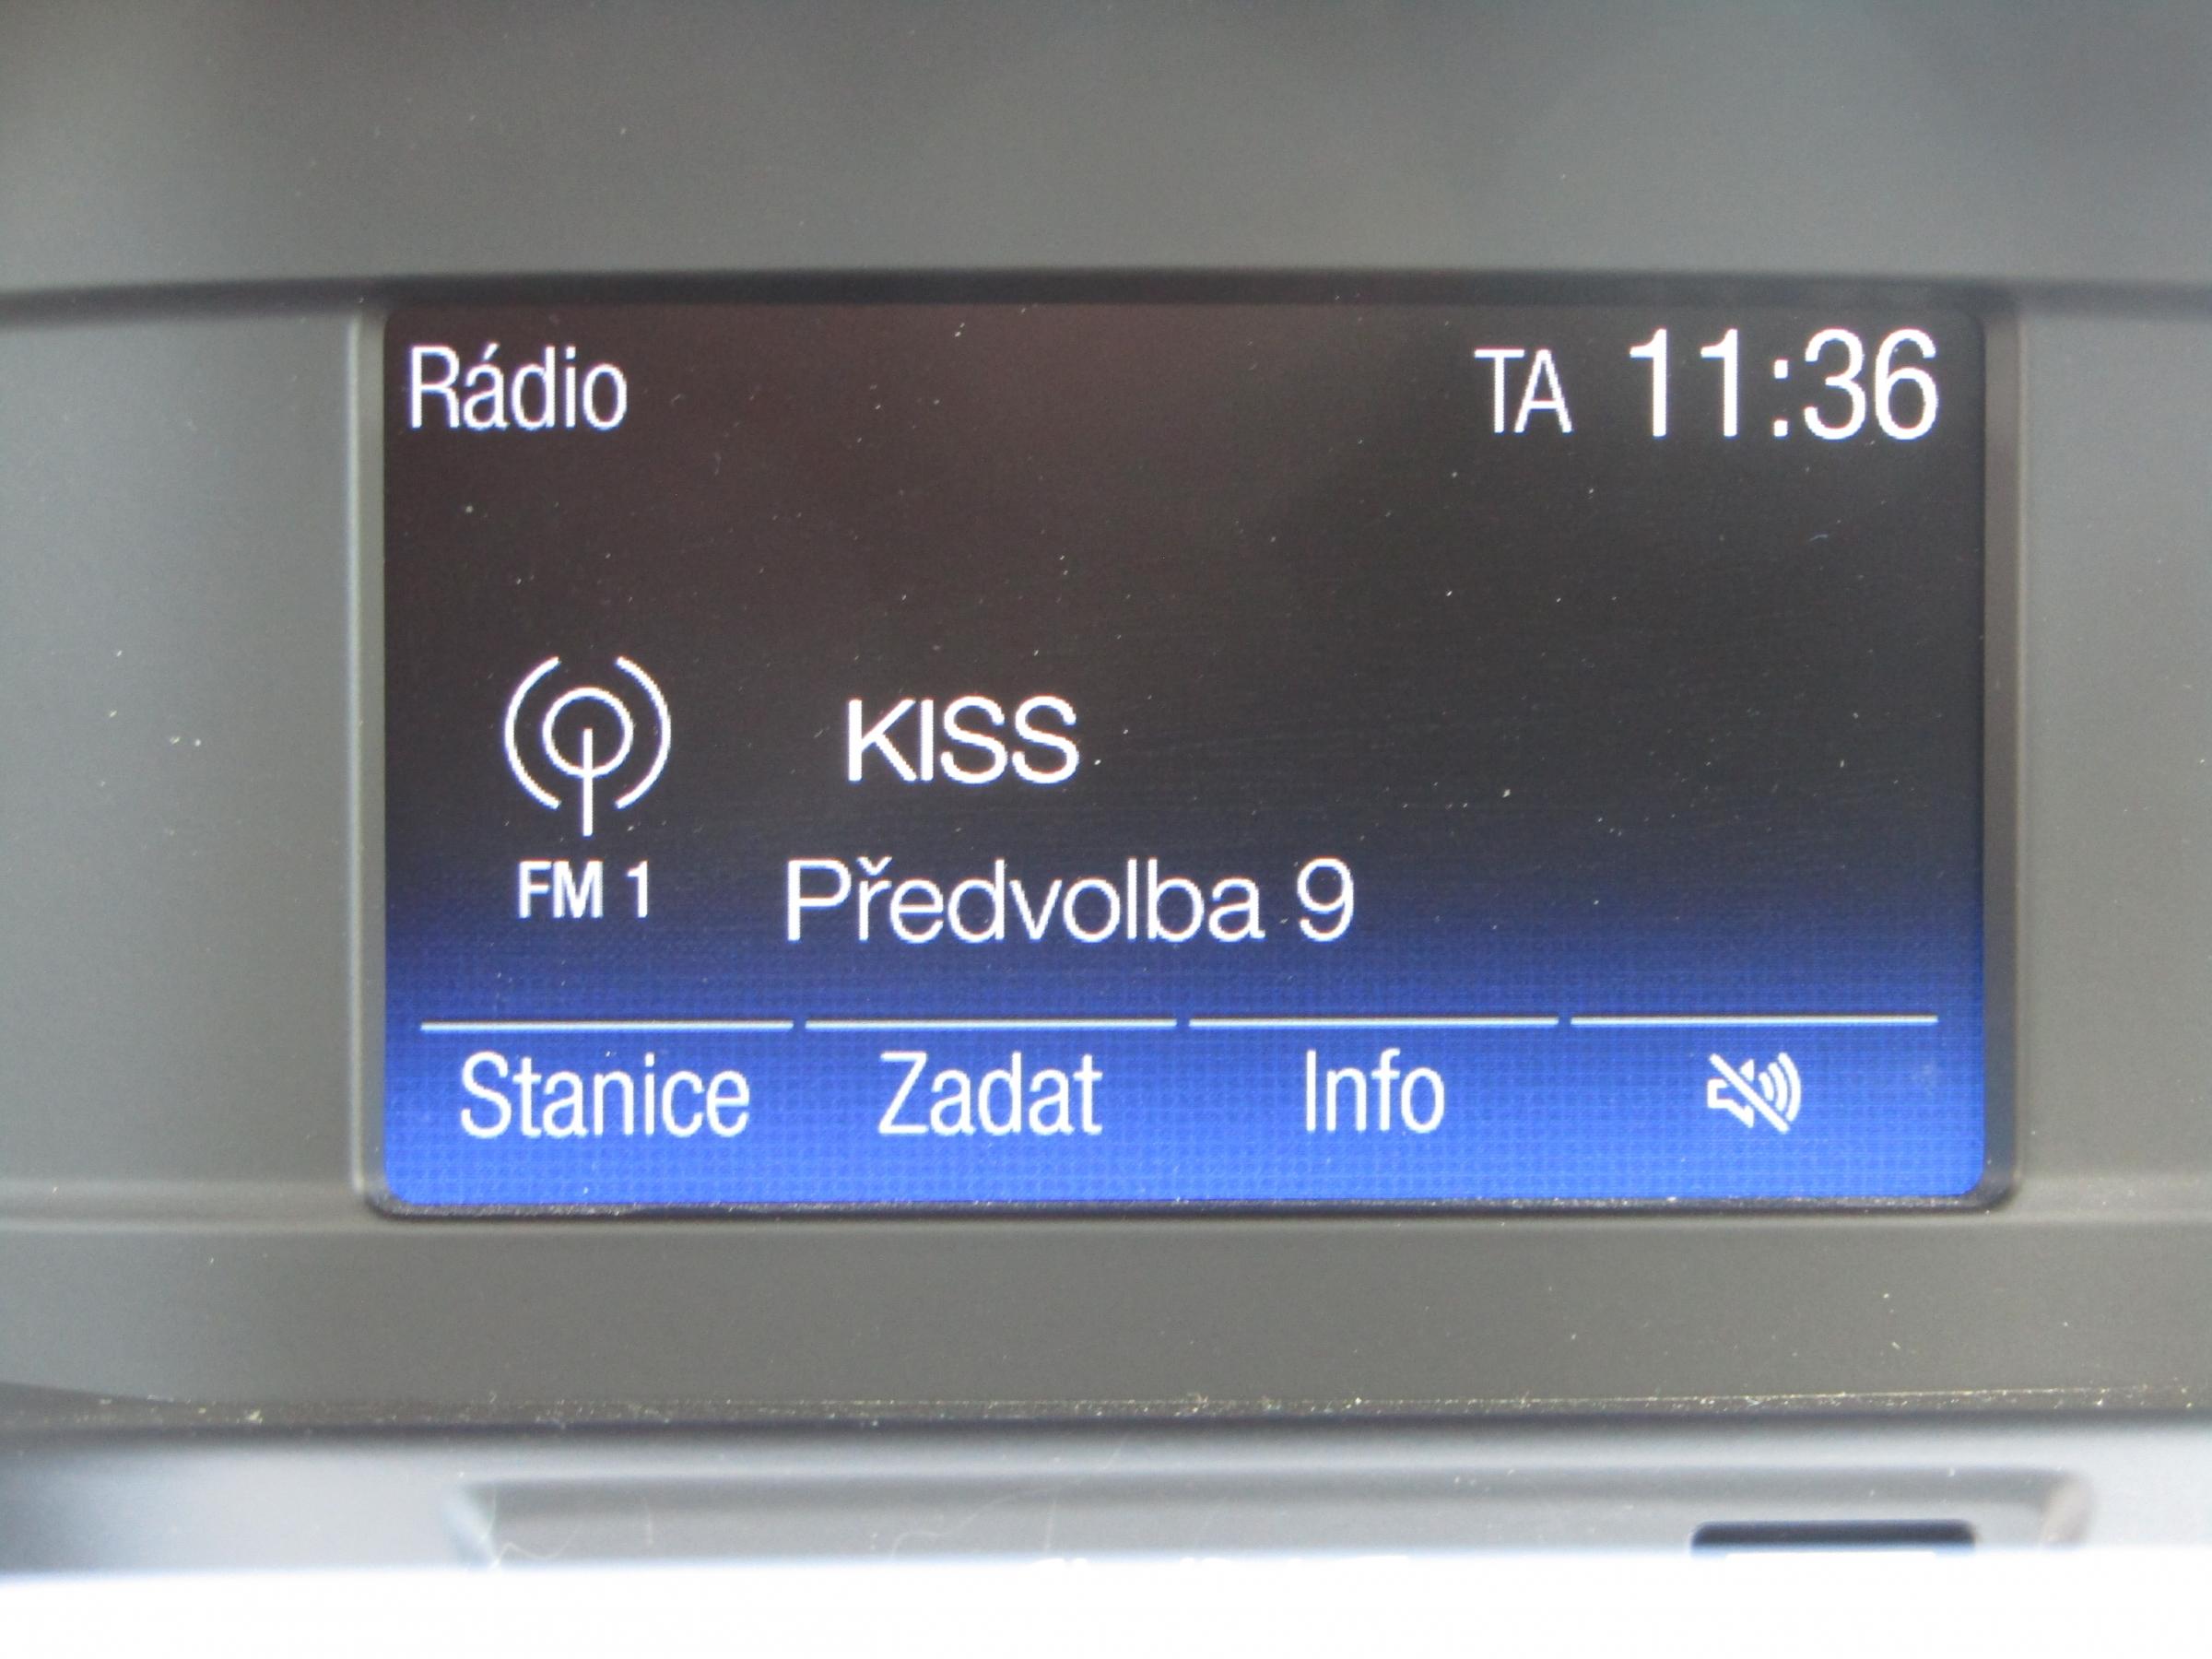 Rádio TA 11:36
KISS
FM 1 Předvolba 9
Stanice Zadat Info